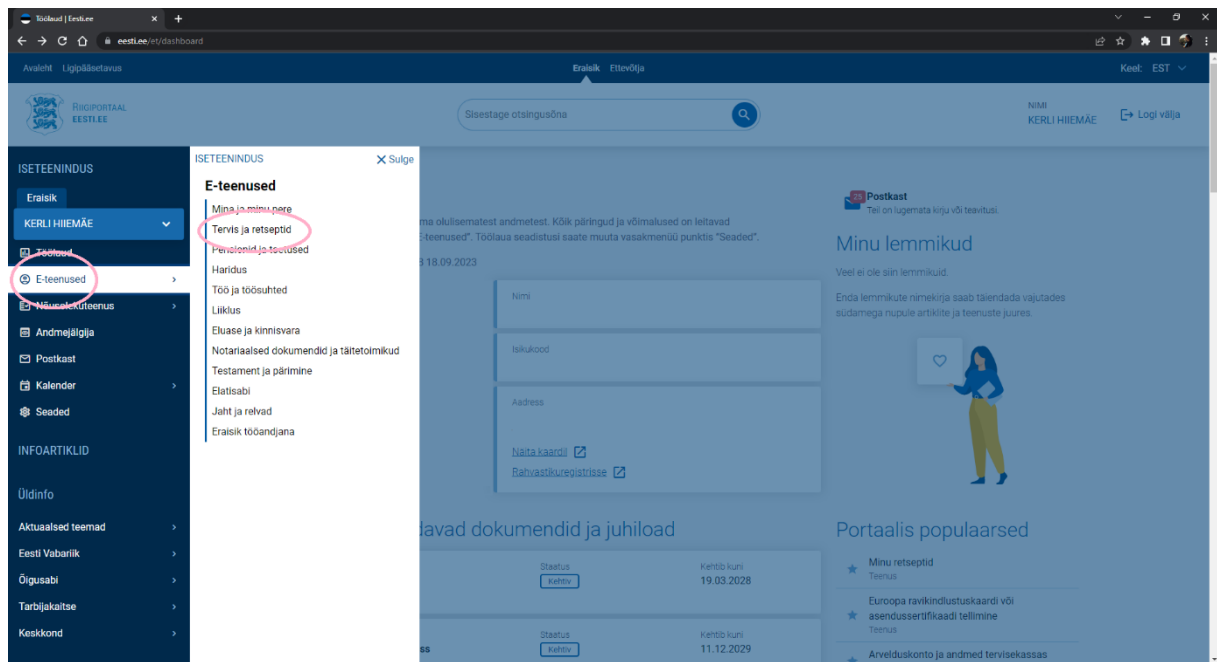 Töölaud | Eesti.ee
eesti.ee/et/dashboard
Avaleht Ligipääsetavus
Eraisik Ettevõtja
Keel: EST
RIIGIPORTAAL
EESTI.EE
Sisestage otsingusõna
NIMI
KERLI HIIEMÄE
Logi välja
ISETEENINDUS
Eraisik
KERLI HIIEMÄE
Töölaud
E-teenused
Nõusolekuteenus
Andmejälgija
Postkast
Kalender
Seaded
INFOARTIKLID
Üldinfo
Aktuaalsed teemad
Eesti Vabariik
Õigusabi
Tarbijakaitse
Keskkond
ISETEENINDUS
Sulge
E-teenused
Mina ja minu pere
Tervis ja retseptid
Pensionid ja toetused
Haridus
Töö ja töösuhted
Liiklus
Eluase ja kinnisvara
Notariaalsed dokumendid ja täitetoimikud
Testament ja pärimine
Elatisabi
Jaht ja relvad
Eraisik tööandjana
ma olulisematest andmetest. Kõik päringud ja võimalused on leitavad
E-teenused". Töölaua seadistusi saate muuta vasakmenüü punktis "Seaded".
18.09.2023
Nimi
Isikukood
Aadress
Näita kaardil
Rahvastikuregistrisse
davad dokumendid ja juhiload
Staatus
Kehtiv
Kehtib kuni
19.03.2028
ss
Staatus
Kehtiv
Kehtib kuni
11.12.2029
Postkast
Teil on lugemata kirju või teavitusi.
Minu lemmikud
Veel ei ole siin lemmikuid.
Enda lemmikute nimekirja saab täiendada vajutades
südamega nupule artiklite ja teenuste juures.
Portaalis populaarsed
Minu retseptid
Teenus
Euroopa ravikindlustuskaardi või
asendussertifikaadi tellimine
Teenus
Arvelduskonto ja andmed tervisekassas